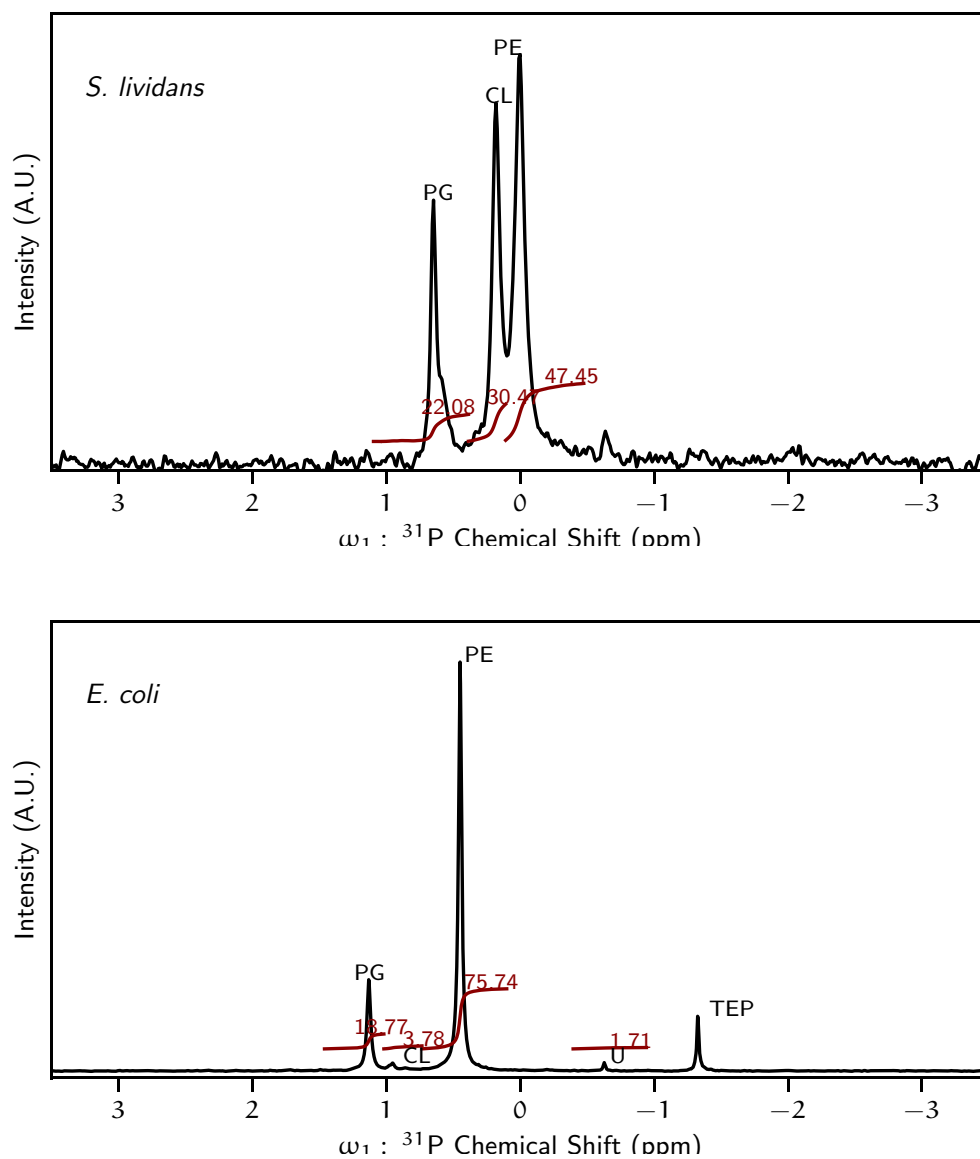 S. lividans
PE
CL
PG
47.45
30.47
22.08
Intensity (A.U.)
3 2 1 0 −1 −2 −3
ω₁ : ³¹P Chemical Shift (ppm)
E. coli
PE
PG
75.74
TEP
18.77
3.78
1.71
CL
U
Intensity (A.U.)
3 2 1 0 −1 −2 −3
ω₁ : ³¹P Chemical Shift (ppm)